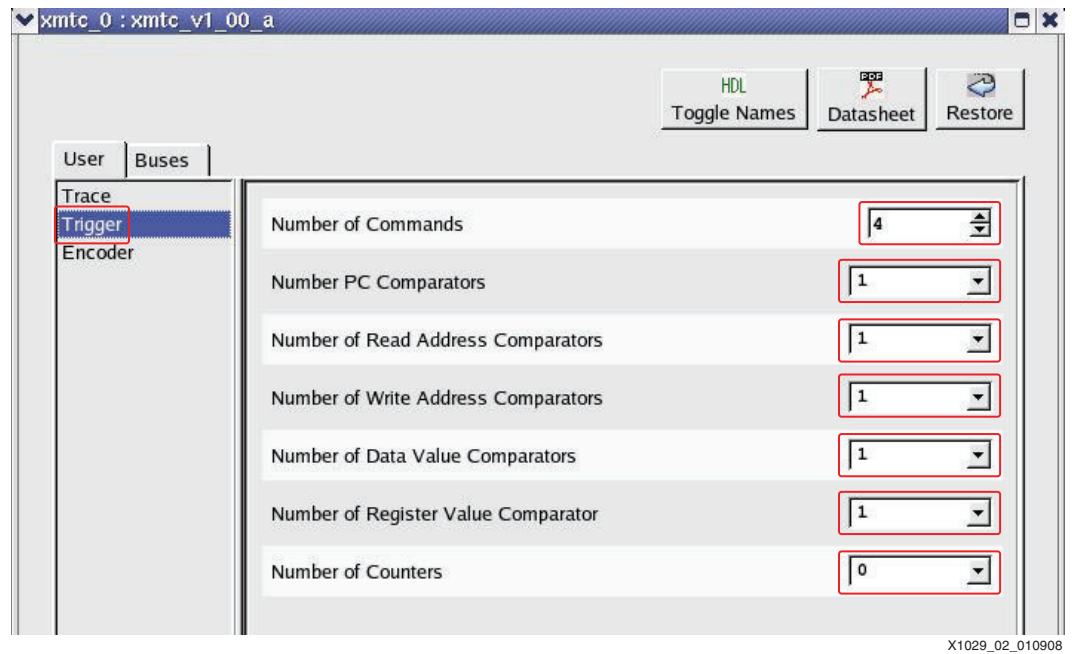 xmtc_0 : xmtc_v1_00_a
HDL
Toggle Names
PDF
Datasheet
Restore
User
Buses
Trace
Trigger
Encoder
Number of Commands 4
Number PC Comparators 1
Number of Read Address Comparators 1
Number of Write Address Comparators 1
Number of Data Value Comparators 1
Number of Register Value Comparator 1
Number of Counters 0
X1029_02_010908